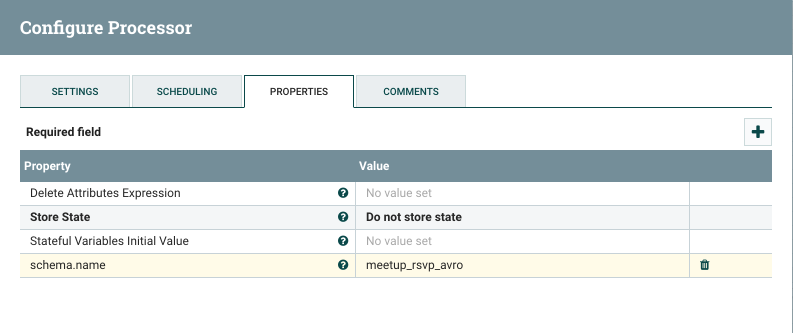 Configure Processor
SETTINGS SCHEDULING PROPERTIES COMMENTS
Required field
Property Value
Delete Attributes Expression No value set
Store State Do not store state
Stateful Variables Initial Value No value set
schema.name meetup_rsvp_avro